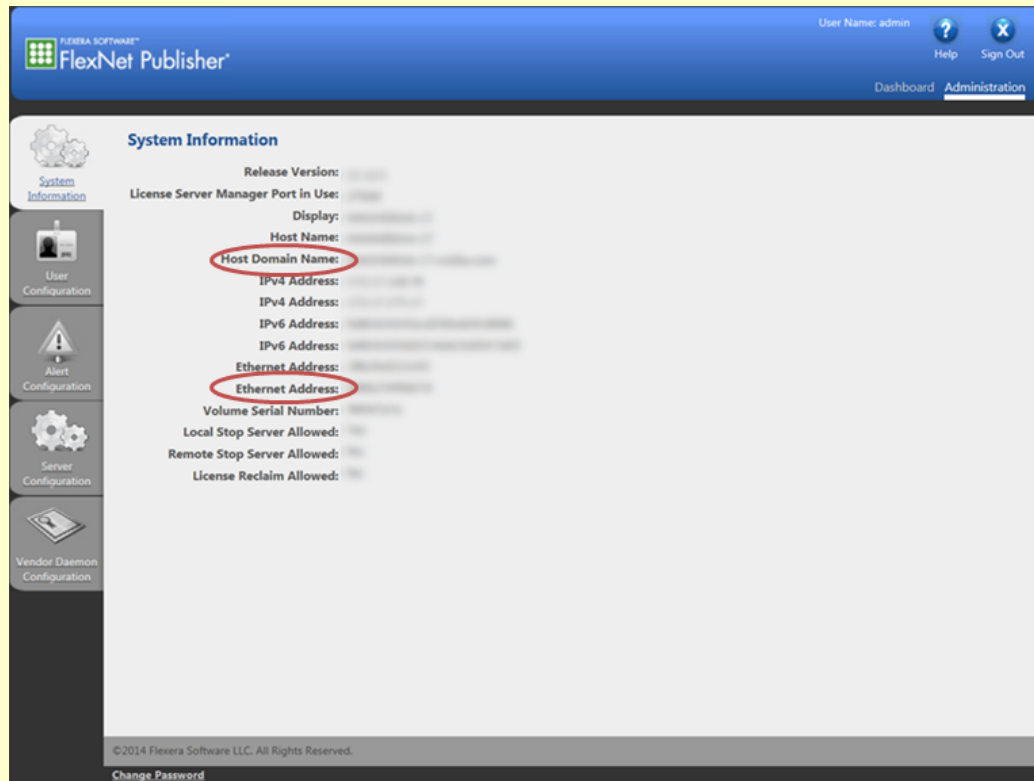 User Name: admin
FLEXERA SOFTWARE™
FlexNet Publisher
?
X
Help
Sign Out
Dashboard
Administration
System Information
System Information
Release Version:
License Server Manager Port in Use:
Display:
Host Name:
Host Domain Name:
IPv4 Address:
IPv4 Address:
IPv6 Address:
IPv6 Address:
Ethernet Address:
Ethernet Address:
Volume Serial Number:
Local Stop Server Allowed:
Remote Stop Server Allowed:
License Reclaim Allowed:
User
Configuration
Alert
Configuration
Server
Configuration
Vendor Daemon
Configuration
©2014 Flexera Software LLC. All Rights Reserved.
Change Password